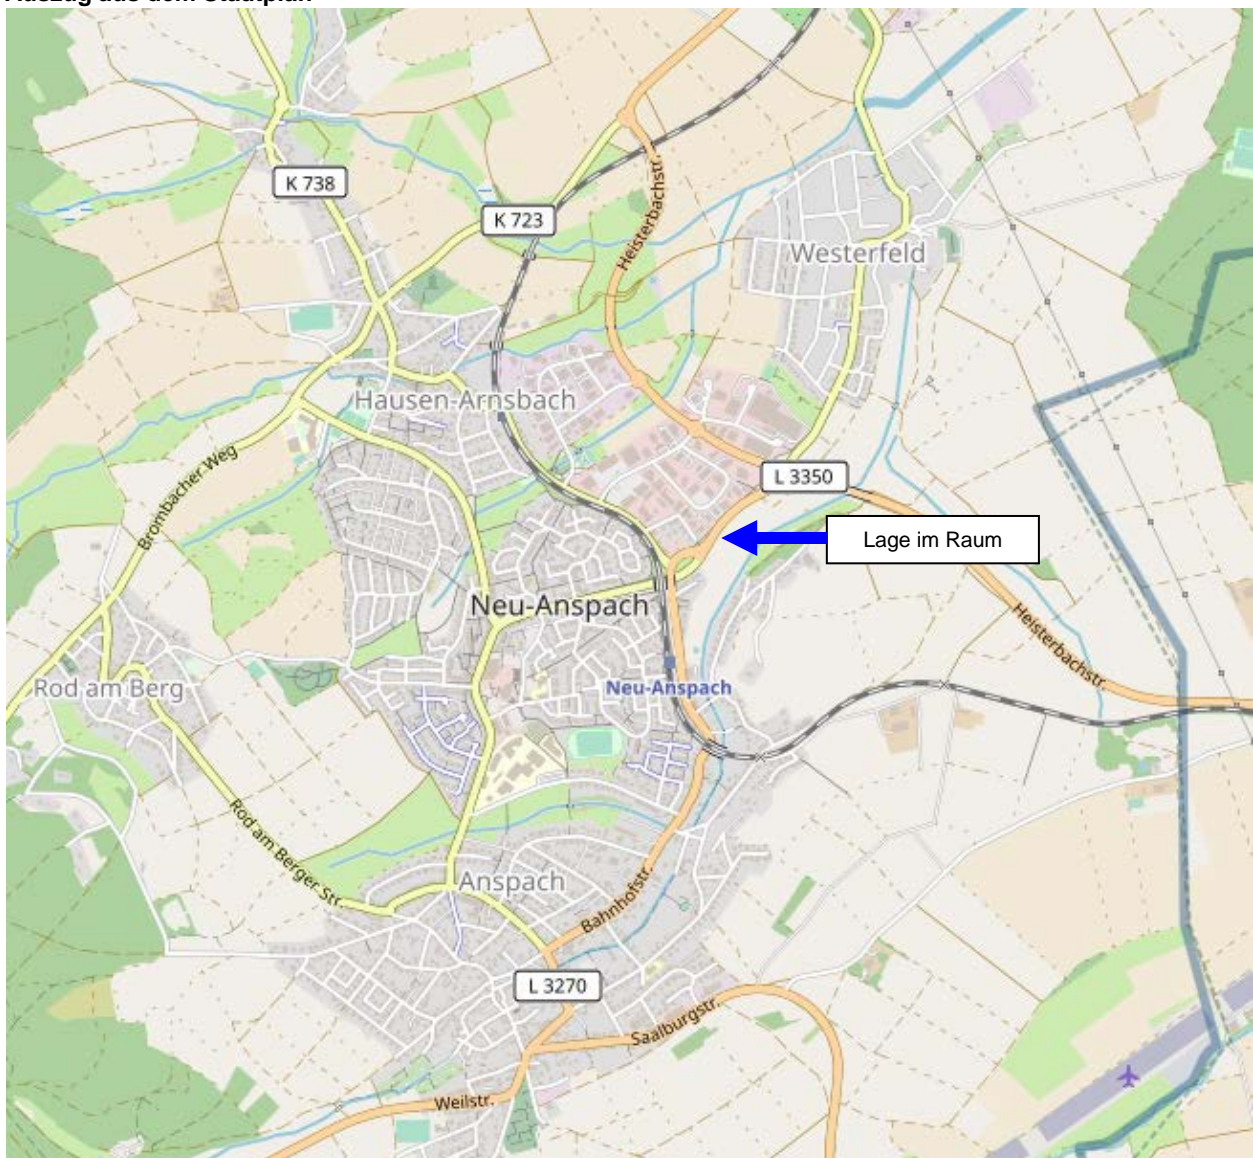 Auszug aus dem Stadtplan
K 738
K 723
Heisterbachstr.
Westerfeld
Hausen-Arnsbach
Brombacher Weg
L 3350
Lage im Raum
Neu-Anspach
Heisterbachstr.
Rod am Berg
Neu-Anspach
Rod am Berger Str.
Anspach
Bahnhofstr.
L 3270
Saalburgstr.
Weilstr.